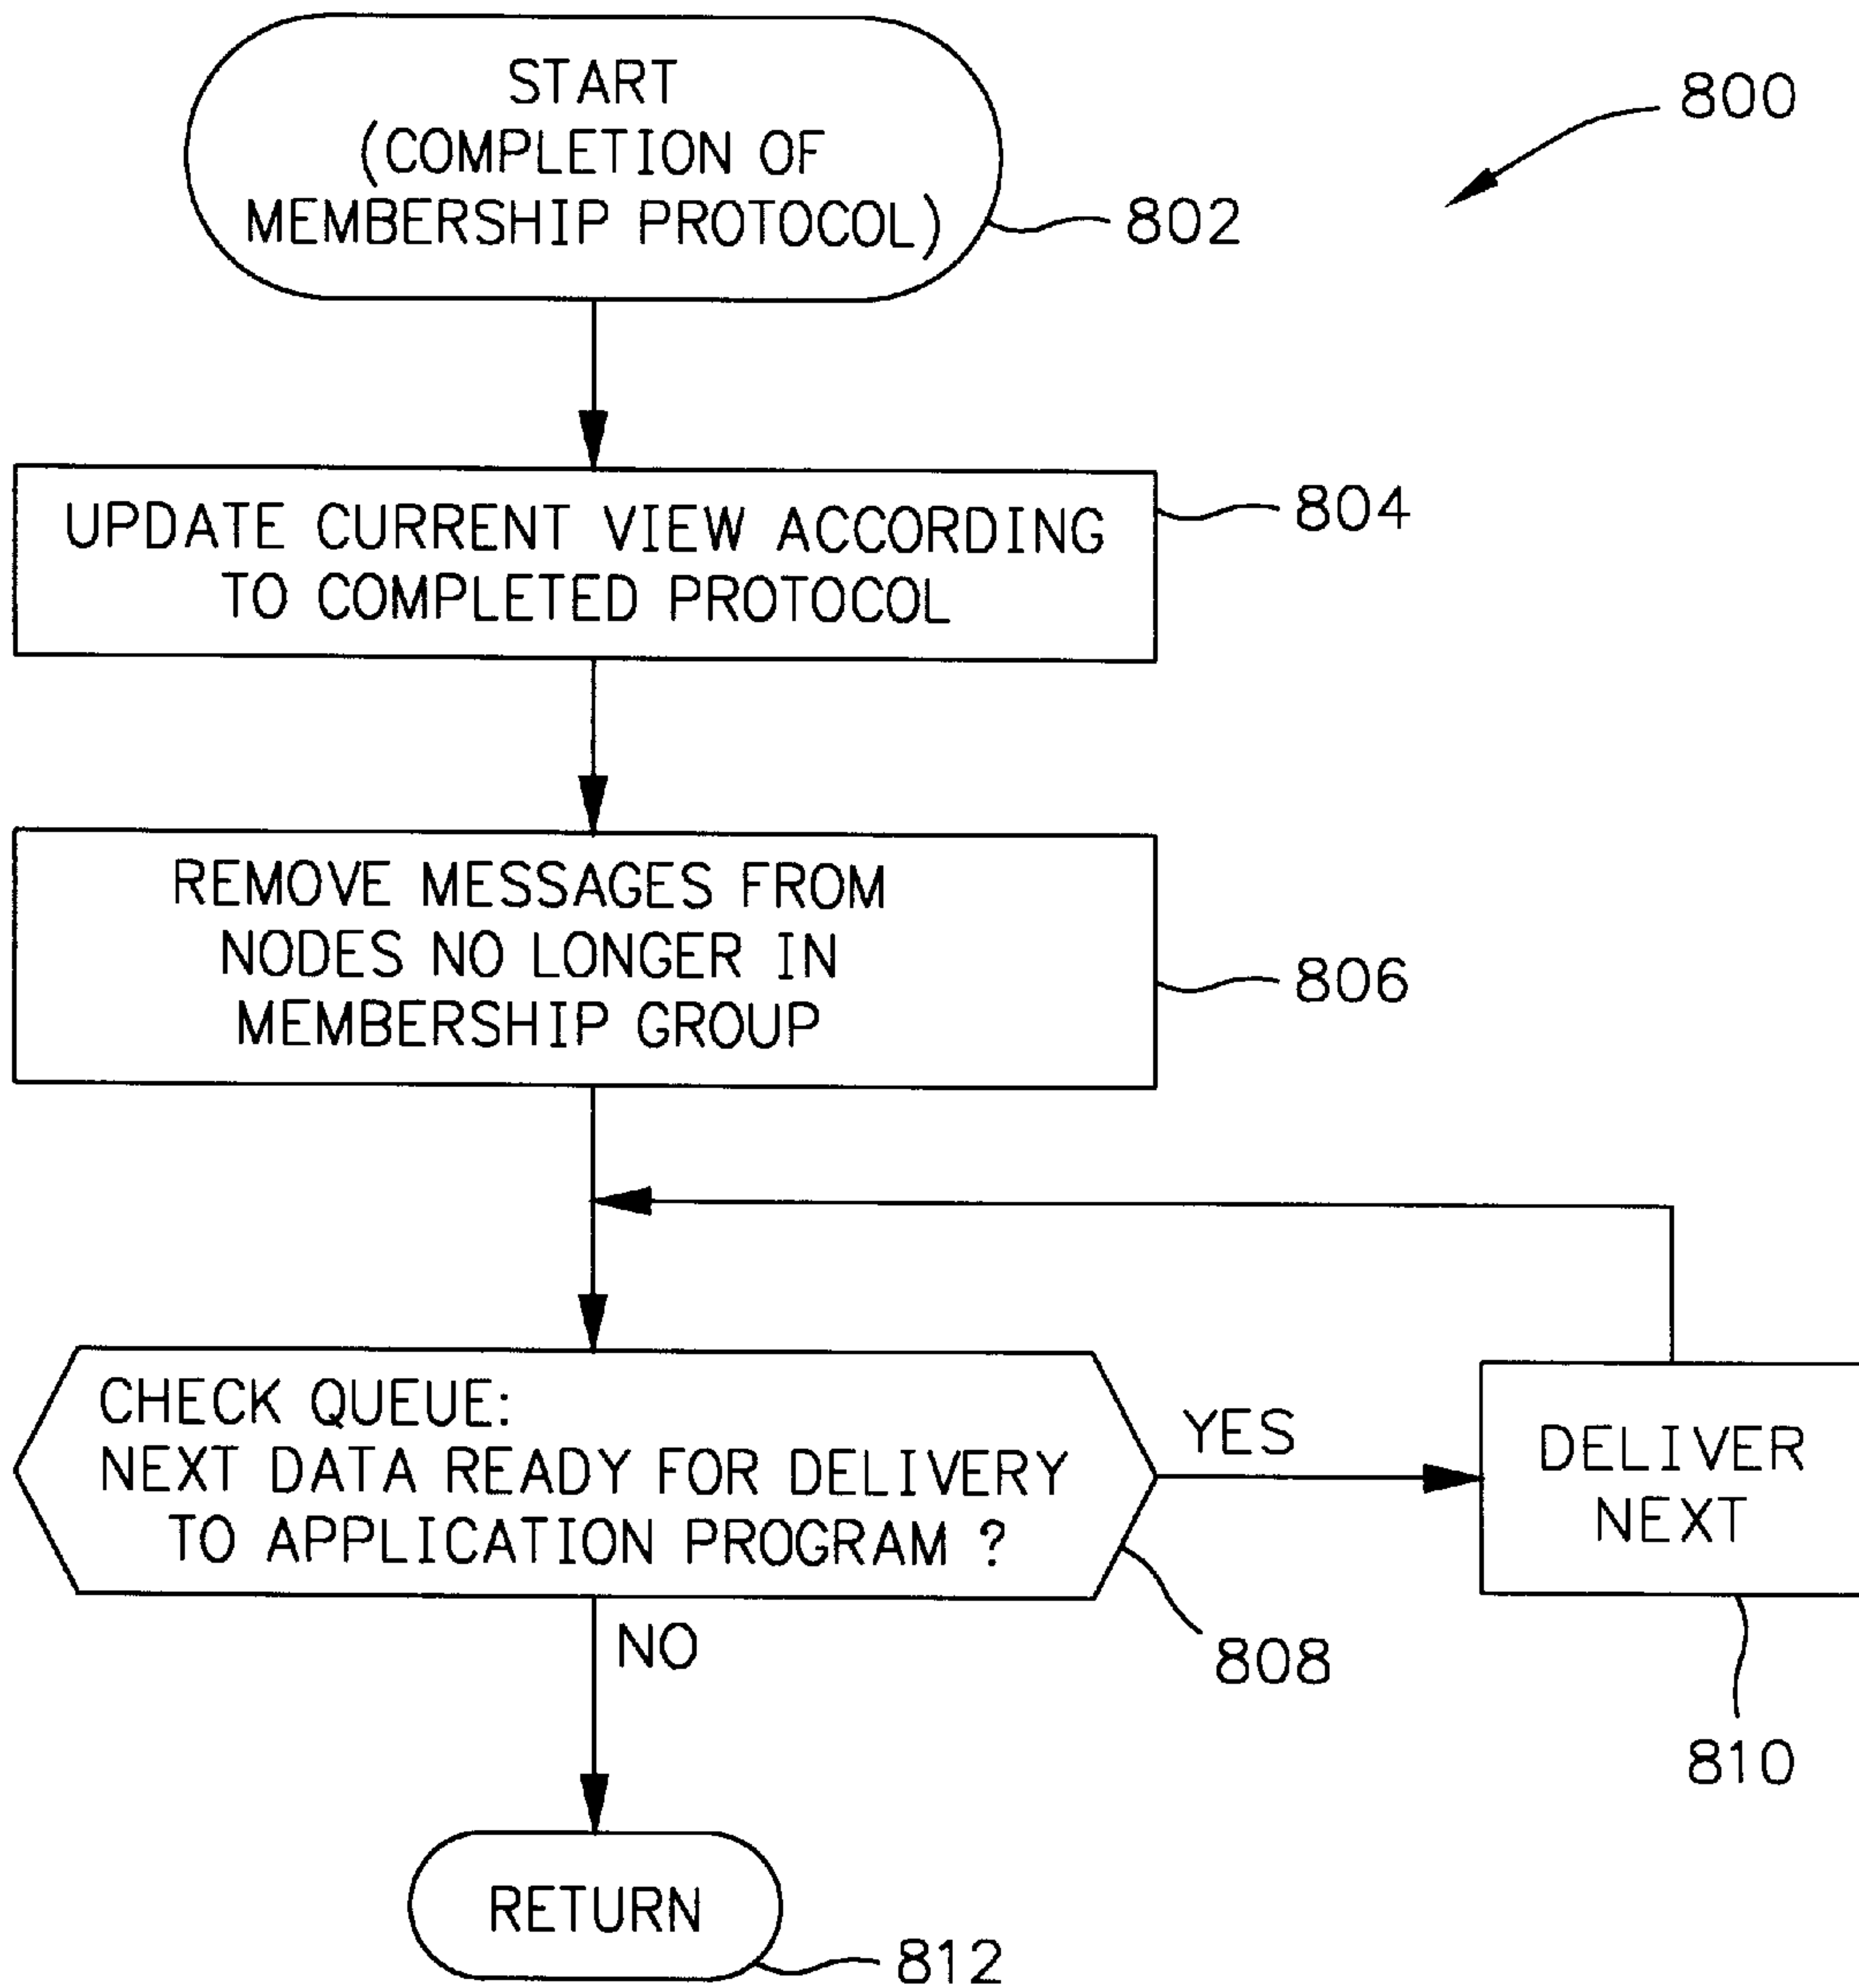 START
(COMPLETION OF
MEMBERSHIP PROTOCOL)
800
802
UPDATE CURRENT VIEW ACCORDING
TO COMPLETED PROTOCOL
804
REMOVE MESSAGES FROM
NODES NO LONGER IN
MEMBERSHIP GROUP
806
CHECK QUEUE:
NEXT DATA READY FOR DELIVERY
TO APPLICATION PROGRAM ?
808
YES
DELIVER
NEXT
810
NO
RETURN
812